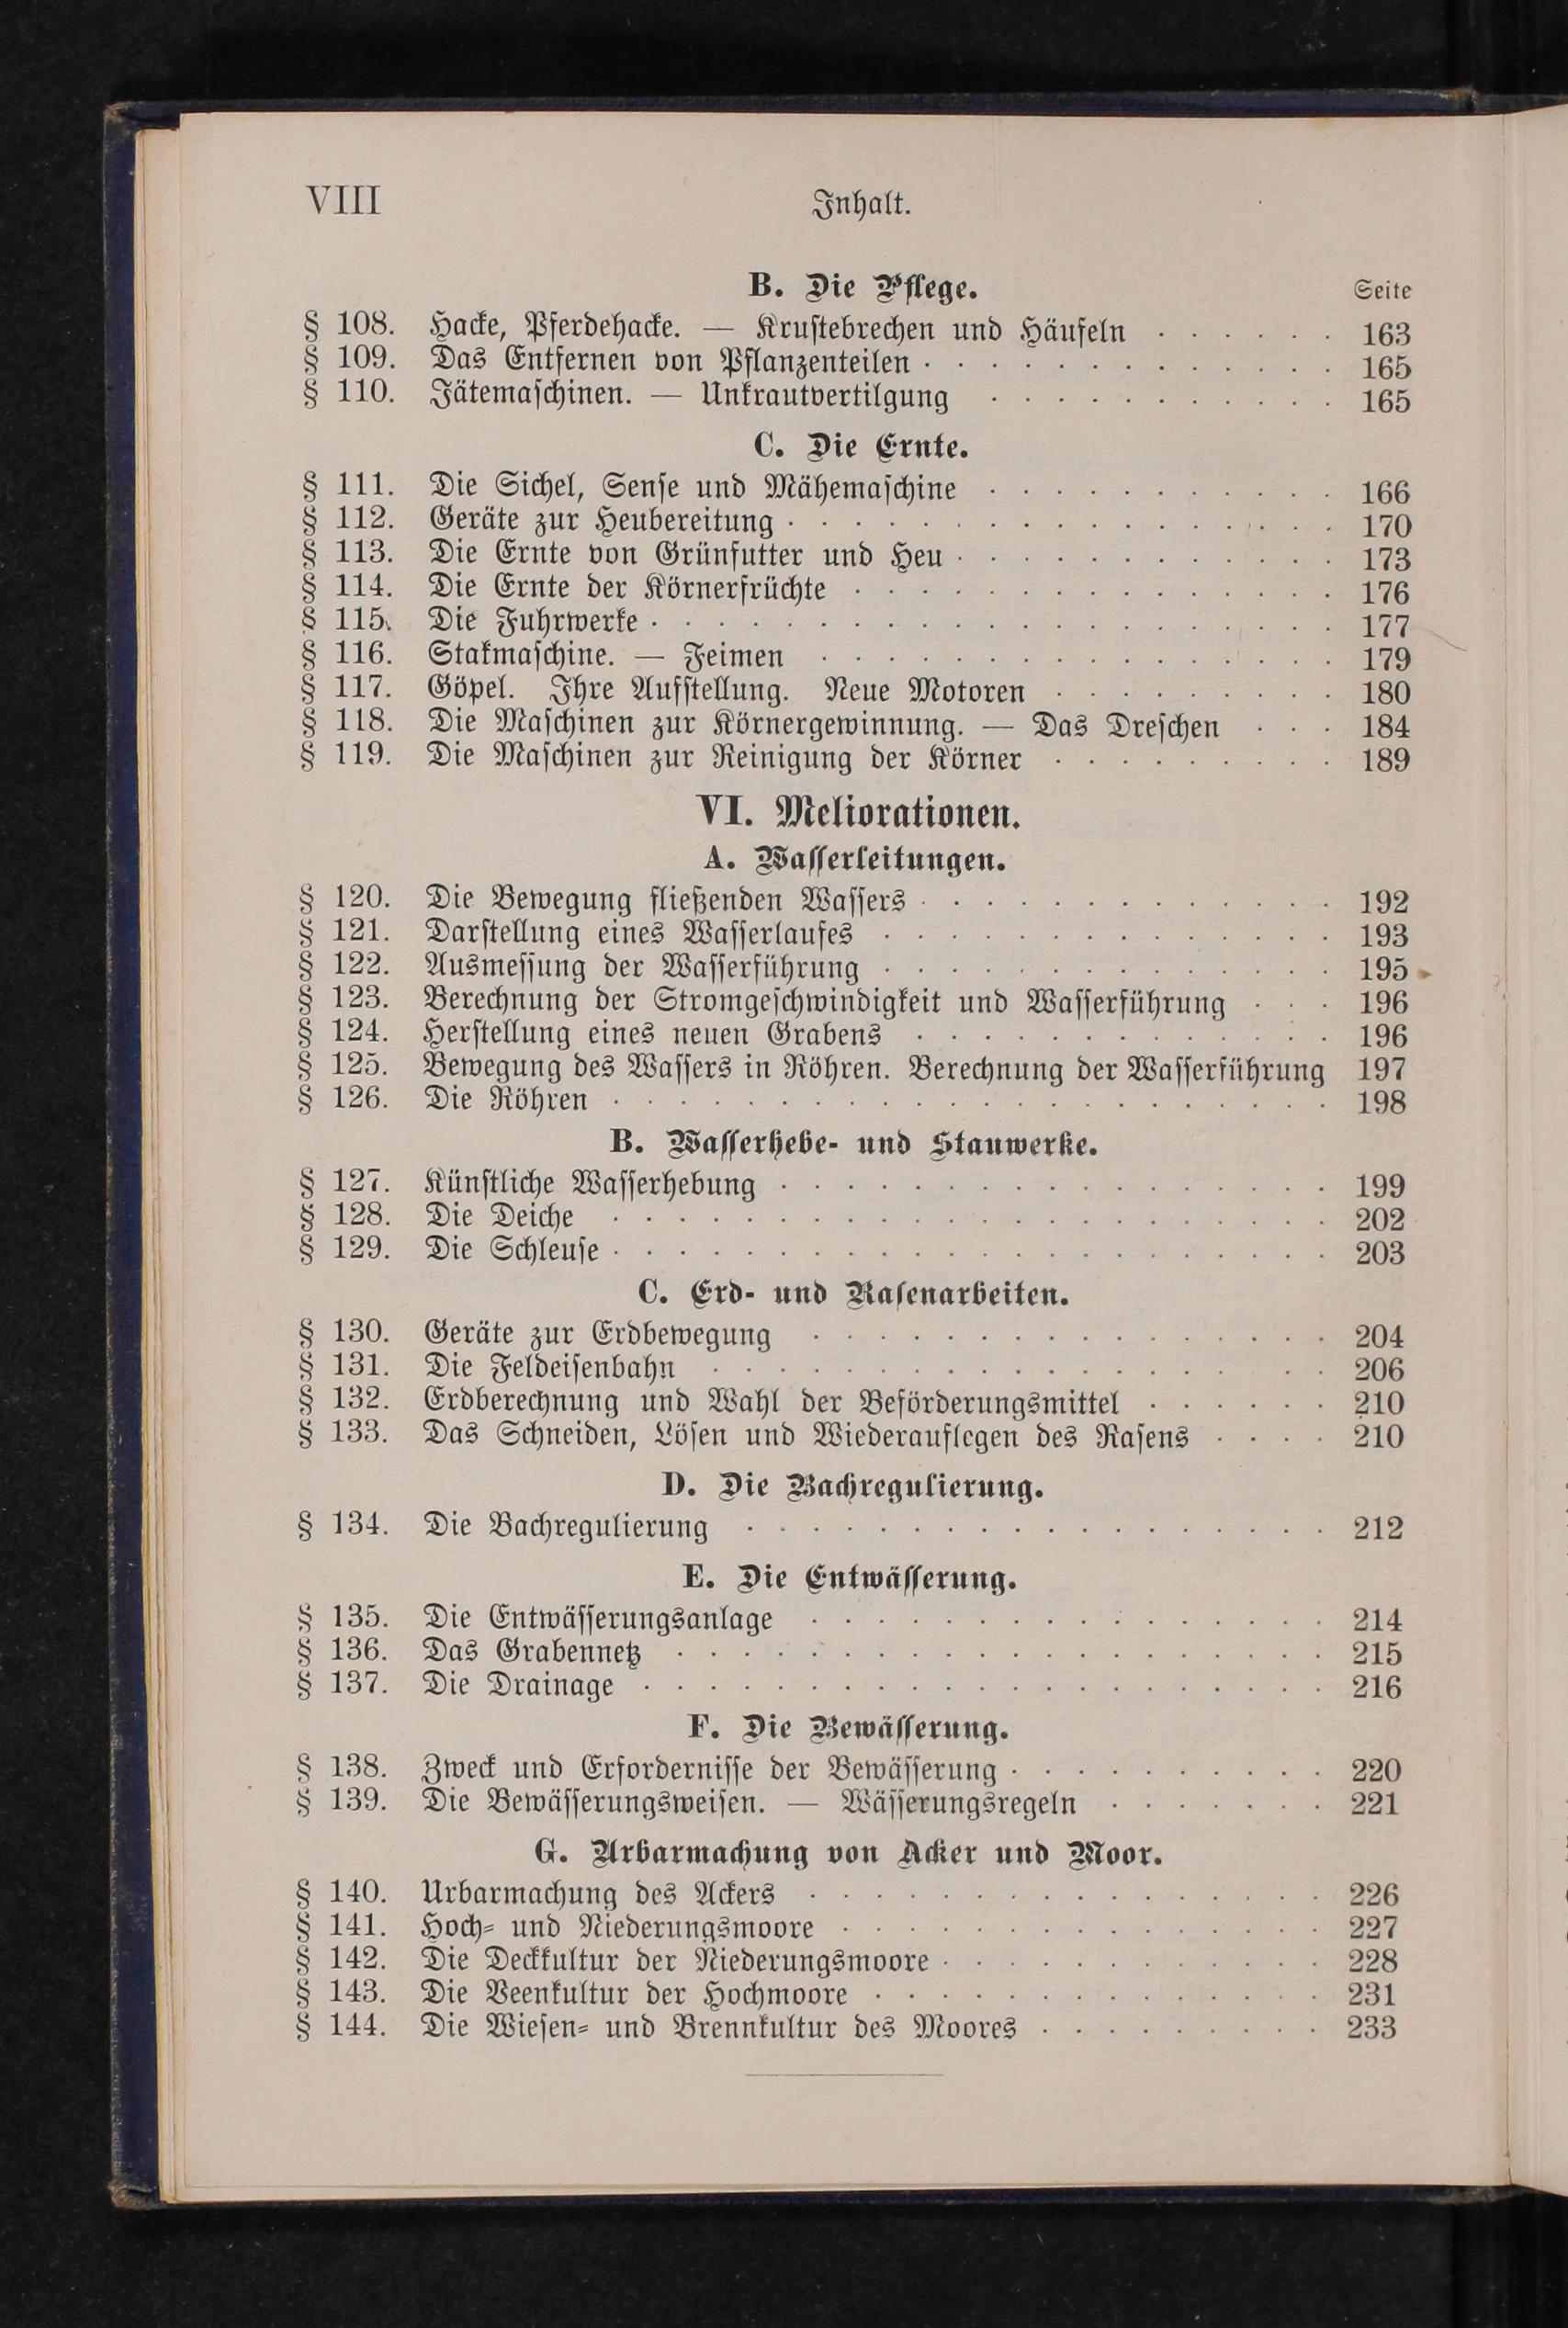 VIII Inhalt.
B. Die Pflege. Seite
§ 108. Hacke, Pferdehacke. — Kruſtebrechen und Häufeln . . . . . . 163
§ 109. Das Entfernen von Pflanzenteilen . . . . . . . . . . . . . 165
§ 110. Jätemaſchinen. — Unkrautvertilgung . . . . . . . . . . . 165
C. Die Ernte.
§ 111. Die Sichel, Senſe und Mähemaſchine . . . . . . . . . . . 166
§ 112. Geräte zur Heubereitung . . . . . . . . . . . . . . . . . 170
§ 113. Die Ernte von Grünfutter und Heu . . . . . . . . . . . . 173
§ 114. Die Ernte der Körnerfrüchte . . . . . . . . . . . . . . . 176
§ 115. Die Fuhrwerke . . . . . . . . . . . . . . . . . . . . . 177
§ 116. Stakmaſchine. — Feimen . . . . . . . . . . . . . . . . 179
§ 117. Göpel. Ihre Aufſtellung. Neue Motoren . . . . . . . . . 180
§ 118. Die Maſchinen zur Körnergewinnung. — Das Dreſchen . . . 184
§ 119. Die Maſchinen zur Reinigung der Körner . . . . . . . . . 189
VI. Meliorationen.
A. Waſſerleitungen.
§ 120. Die Bewegung fließenden Waſſers . . . . . . . . . . . . . 192
§ 121. Darſtellung eines Waſſerlaufes . . . . . . . . . . . . . . 193
§ 122. Ausmeſſung der Waſſerführung . . . . . . . . . . . . . . 195
§ 123. Berechnung der Stromgeſchwindigkeit und Waſſerführung . . . 196
§ 124. Herſtellung eines neuen Grabens . . . . . . . . . . . . . 196
§ 125. Bewegung des Waſſers in Röhren. Berechnung der Waſſerführung 197
§ 126. Die Röhren . . . . . . . . . . . . . . . . . . . . . . 198
B. Waſſerhebe- und Stauwerke.
§ 127. Künſtliche Waſſerhebung . . . . . . . . . . . . . . . . . 199
§ 128. Die Deiche . . . . . . . . . . . . . . . . . . . . . . 202
§ 129. Die Schleuſe . . . . . . . . . . . . . . . . . . . . . . 203
C. Erd- und Raſenarbeiten.
§ 130. Geräte zur Erdbewegung . . . . . . . . . . . . . . . . 204
§ 131. Die Feldeiſenbahn . . . . . . . . . . . . . . . . . . . 206
§ 132. Erdberechnung und Wahl der Beförderungsmittel . . . . . . 210
§ 133. Das Schneiden, Löſen und Wiederauflegen des Raſens . . . . 210
D. Die Bachregulierung.
§ 134. Die Bachregulierung . . . . . . . . . . . . . . . . . . 212
E. Die Entwäſſerung.
§ 135. Die Entwäſſerungsanlage . . . . . . . . . . . . . . . . 214
§ 136. Das Grabennetz . . . . . . . . . . . . . . . . . . . . 215
§ 137. Die Drainage . . . . . . . . . . . . . . . . . . . . . 216
F. Die Bewäſſerung.
§ 138. Zweck und Erforderniſſe der Bewäſſerung . . . . . . . . . . 220
§ 139. Die Bewäſſerungsweiſen. — Wäſſerungsregeln . . . . . . . 221
G. Urbarmachung von Acker und Moor.
§ 140. Urbarmachung des Ackers . . . . . . . . . . . . . . . . 226
§ 141. Hoch- und Niederungsmoore . . . . . . . . . . . . . . . 227
§ 142. Die Deckkultur der Niederungsmoore . . . . . . . . . . . . 228
§ 143. Die Veenkultur der Hochmoore . . . . . . . . . . . . . . 231
§ 144. Die Wieſen- und Brennkultur des Moores . . . . . . . . . 233